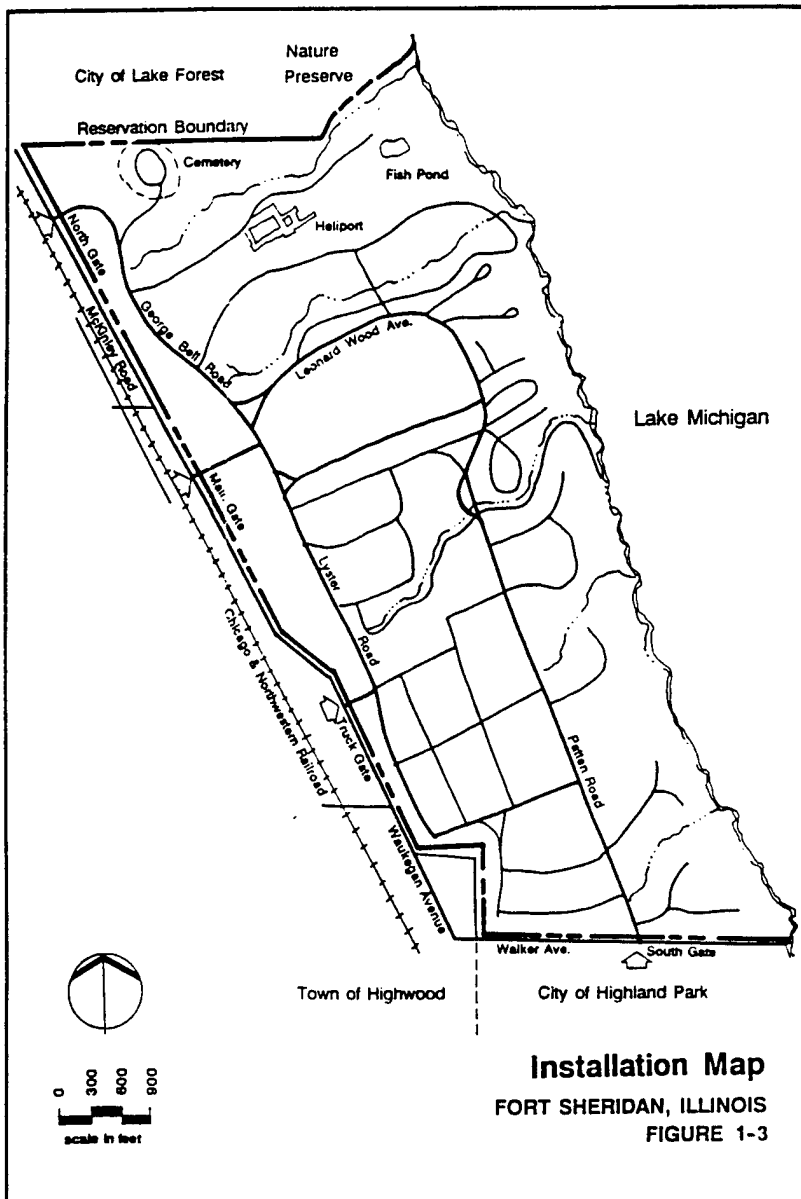 Nature
City of Lake Forest
Preserve
Reservation Boundary
Cemetery
Fish Pond
North Gate
Heliport
George Bell Road
McKinley Road
Leonard Wood Ave.
Lake Michigan
Mall. Gate
Lyster Road
Chicago & Northwestern Railroad
Truck Gate
Patten Road
Waukegan Avenue
Walker Ave.
South Gate
Town of Highwood
City of Highland Park
Installation Map
0 300 600 900
FORT SHERIDAN, ILLINOIS
scale in feet
FIGURE 1-3